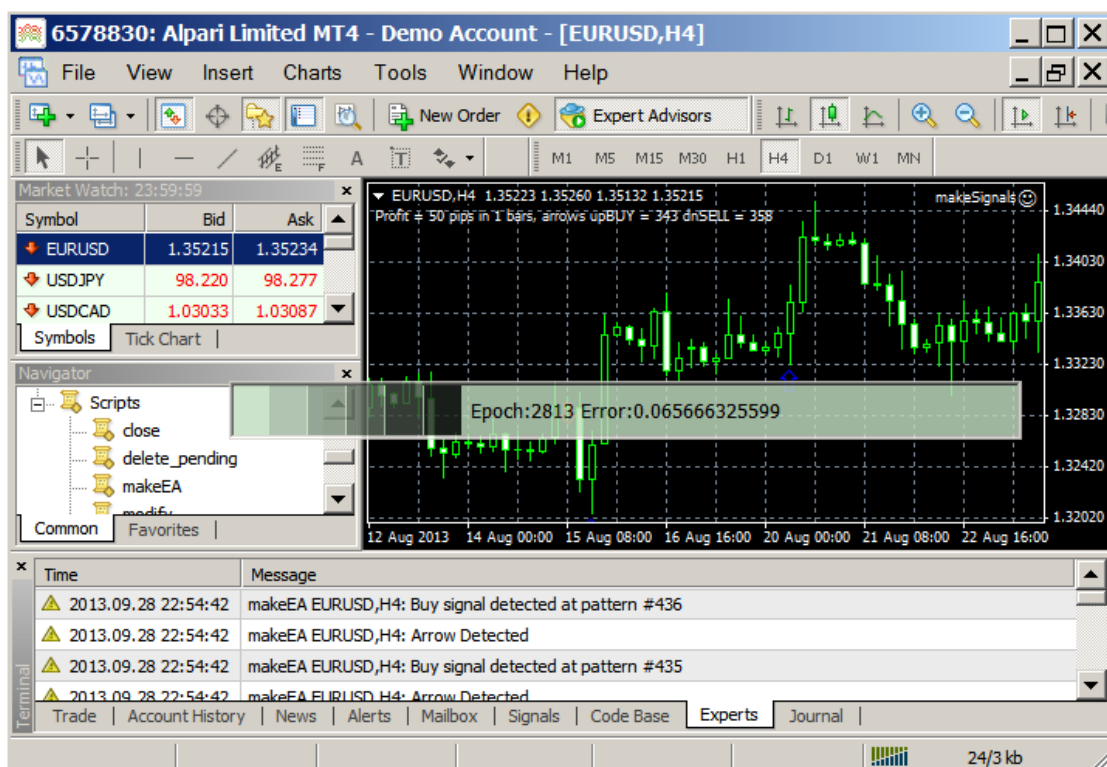 6578830: Alpari Limited MT4 - Demo Account - [EURUSD,H4]
File View Insert Charts Tools Window Help
New Order Expert Advisors
E F A T M1 M5 M15 M30 H1 H4 D1 W1 MN
Market Watch: 23:59:59
Symbol Bid Ask
EURUSD 1.35215 1.35234
USDJPY 98.220 98.277
USDCAD 1.03033 1.03087
Symbols Tick Chart
Navigator
Scripts
close
delete_pending
makeEA
modify
Common Favorites
EURUSD,H4 1.35223 1.35260 1.35132 1.35215 makeSignals
Profit = 50 pips in 1 bars, arrows upBUY = 343 dnSELL = 358
1.34440
1.34030
1.33630
1.33230
1.32830
1.32420
1.32020
Epoch:2813 Error:0.065666325599
12 Aug 2013 14 Aug 00:00 15 Aug 08:00 16 Aug 16:00 20 Aug 00:00 21 Aug 08:00 22 Aug 16:00
Time Message
2013.09.28 22:54:42 makeEA EURUSD,H4: Buy signal detected at pattern #436
2013.09.28 22:54:42 makeEA EURUSD,H4: Arrow Detected
2013.09.28 22:54:42 makeEA EURUSD,H4: Buy signal detected at pattern #435
2013.09.28 22:54:42 makeEA EURUSD,H4: Arrow Detected
Terminal
Trade Account History News Alerts Mailbox Signals Code Base Experts Journal
24/3 kb